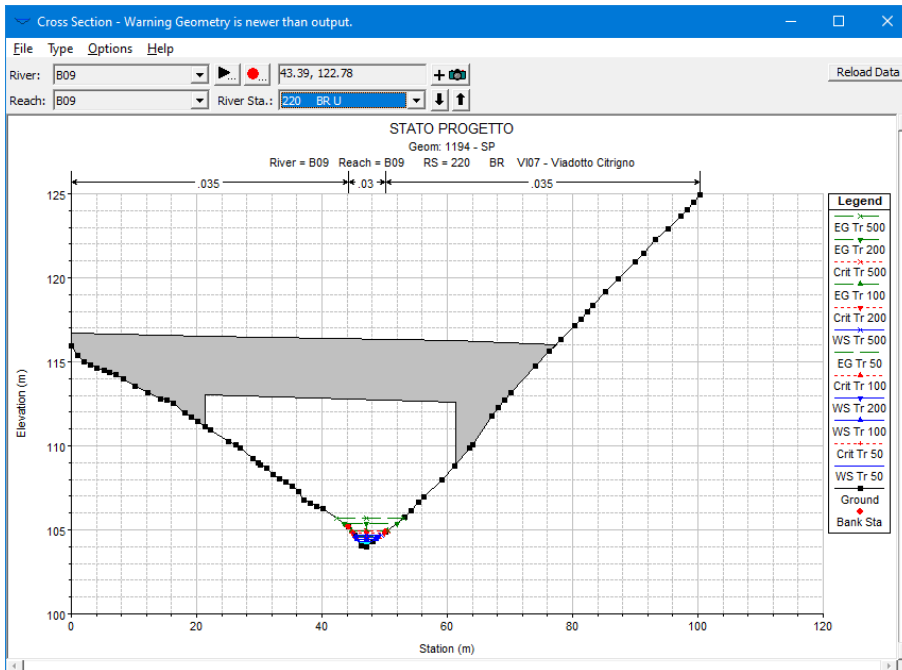 Cross Section - Warning Geometry is newer than output.
File Type Options Help
River: B09 43.39, 122.78 Reload Data
Reach: B09 River Sta.: 220 BR U
STATO PROGETTO
Geom: 1194 - SP
River = B09 Reach = B09 RS = 220 BR VI07 - Viadotto Citrigno
.035 .03 .035
Legend
EG Tr 500
EG Tr 200
Crit Tr 500
EG Tr 100
Crit Tr 200
WS Tr 500
EG Tr 50
Crit Tr 100
WS Tr 200
WS Tr 100
Crit Tr 50
WS Tr 50
Ground
Bank Sta
125
120
115
110
105
100
Elevation (m)
0 20 40 60 80 100 120
Station (m)